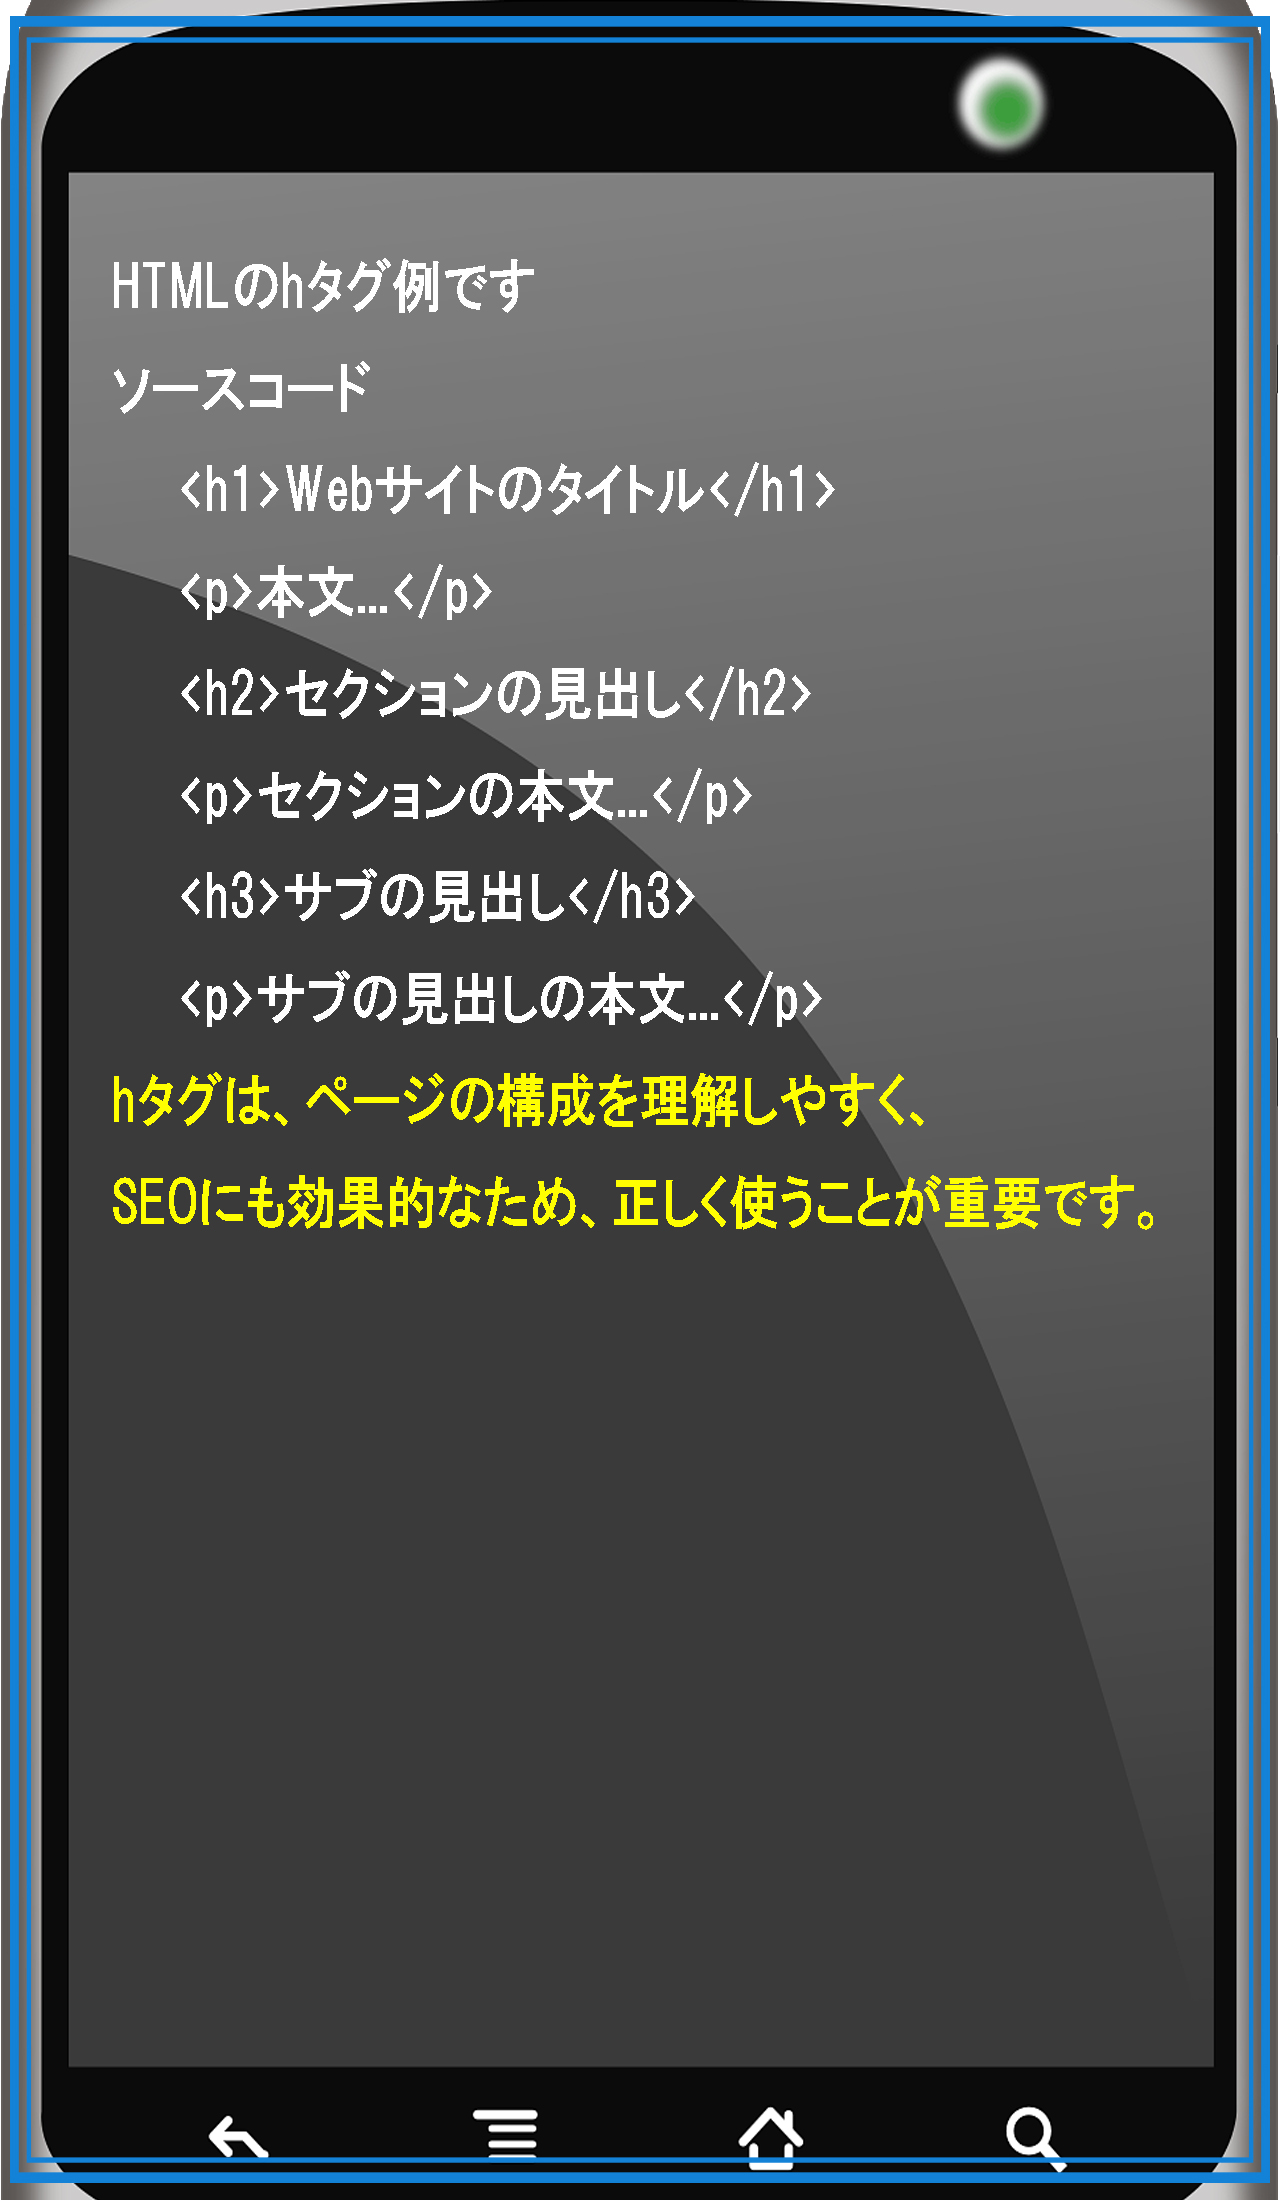 HTMLのhタグ例です
ソースコード
<h1>Webサイトのタイトル</h1>
<p>本文...</p>
<h2>セクションの見出し</h2>
<p>セクションの本文...</p>
<h3>サブの見出し</h3>
<p>サブの見出しの本文...</p>
hタグは、ページの構成を理解しやすく、
SEOにも効果的なため、正しく使うことが重要です。